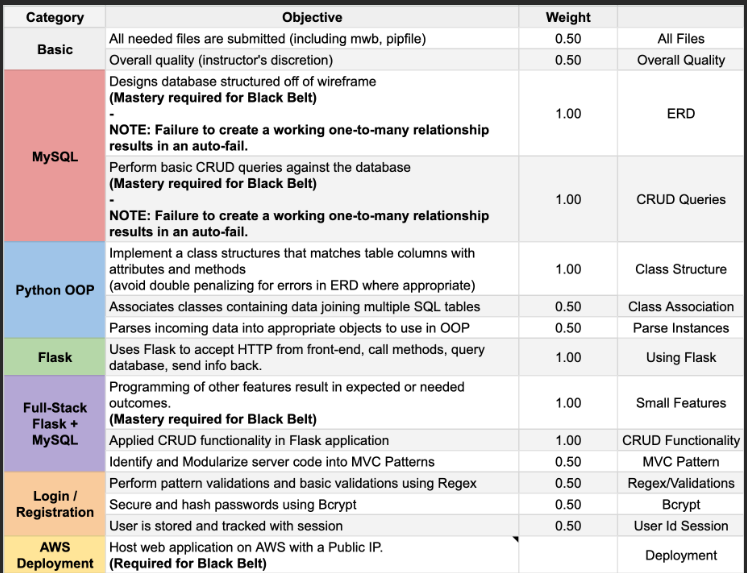 Category Objective Weight
Basic
All needed files are submitted (including mwb, pipfile) 0.50 All Files
Overall quality (instructor's discretion) 0.50 Overall Quality
MySQL
Designs database structured off of wireframe
(Mastery required for Black Belt)
-
NOTE: Failure to create a working one-to-many relationship
results in an auto-fail.
1.00 ERD
Perform basic CRUD queries against the database
(Mastery required for Black Belt)
-
NOTE: Failure to create a working one-to-many relationship
results in an auto-fail.
1.00 CRUD Queries
Python OOP
Implement a class structures that matches table columns with
attributes and methods
(avoid double penalizing for errors in ERD where appropriate)
1.00 Class Structure
Associates classes containing data joining multiple SQL tables 0.50 Class Association
Parses incoming data into appropriate objects to use in OOP 0.50 Parse Instances
Flask
Uses Flask to accept HTTP from front-end, call methods, query
database, send info back.
1.00 Using Flask
Full-Stack
Flask +
MySQL
Programming of other features result in expected or needed
outcomes.
(Mastery required for Black Belt)
1.00 Small Features
Applied CRUD functionality in Flask application 1.00 CRUD Functionality
Identify and Modularize server code into MVC Patterns 0.50 MVC Pattern
Login /
Registration
Perform pattern validations and basic validations using Regex 0.50 Regex/Validations
Secure and hash passwords using Bcrypt 0.50 Bcrypt
User is stored and tracked with session 0.50 User Id Session
AWS
Deployment
Host web application on AWS with a Public IP.
(Required for Black Belt)
Deployment